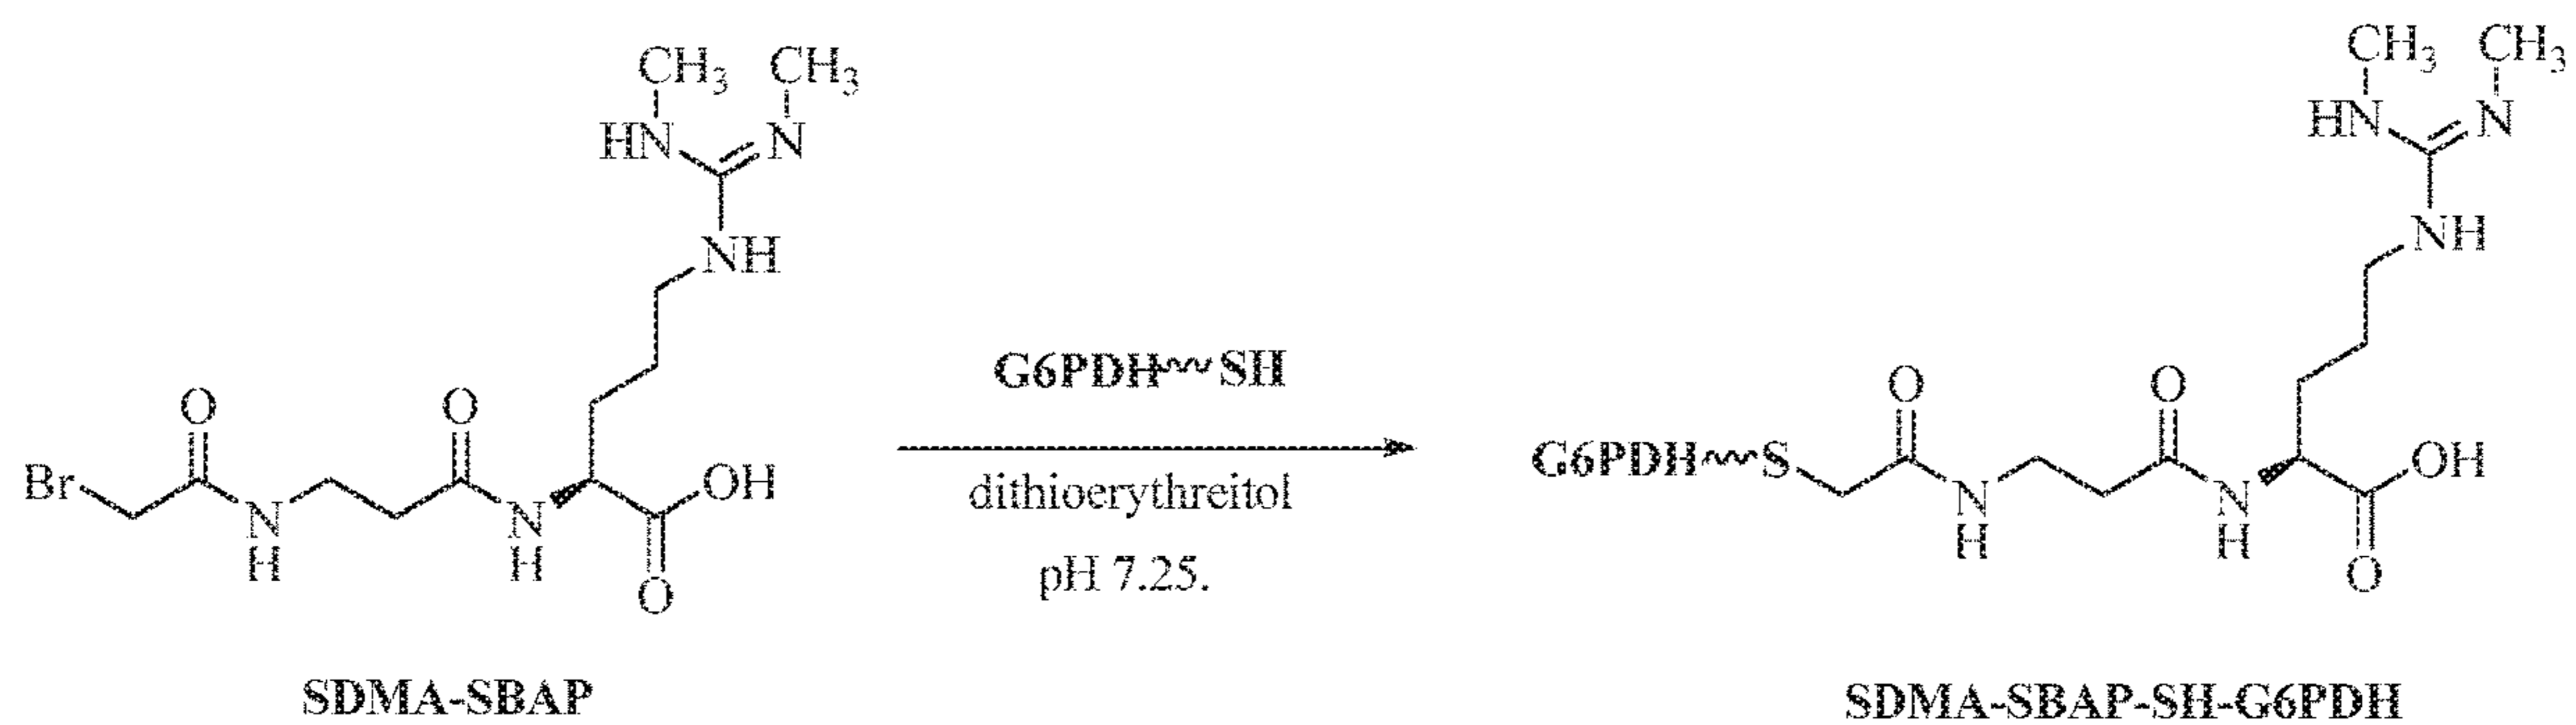 CH3 CH3
HN N
NH
O O
Br N H N H OH
O
SDMA-SBAP
G6PDH SH
dithioerythreitol
pH 7.25.
CH3 CH3
HN N
NH
O O
G6PDH S N H N H OH
O
SDMA-SBAP-SH-G6PDH